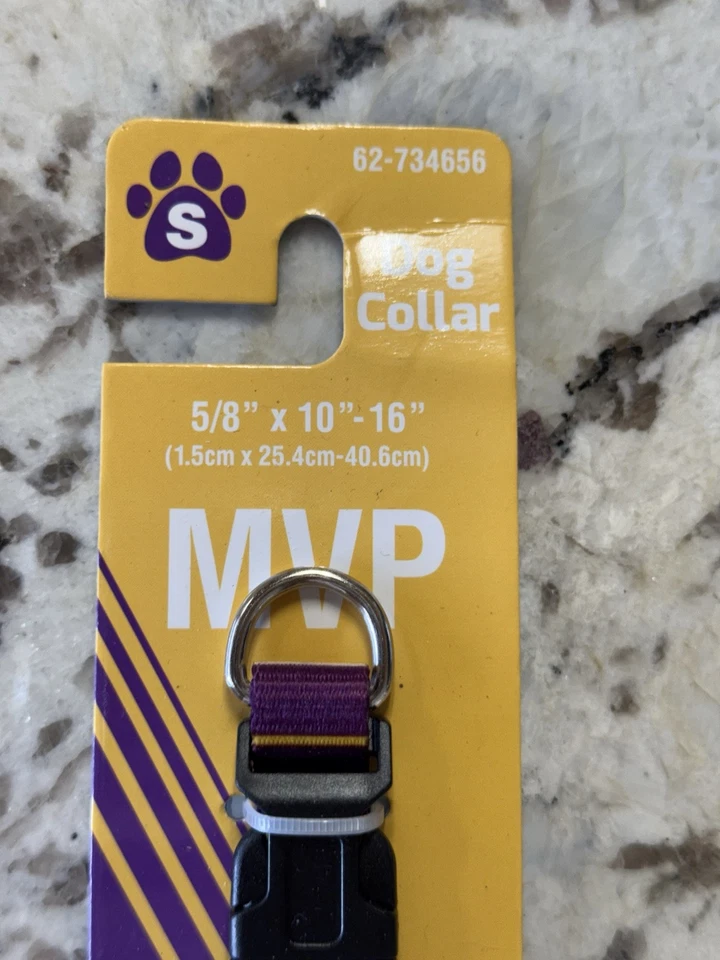 S
62-734656
Dog
Collar
5/8” x 10”-16”
(1.5cm x 25.4cm-40.6cm)
MVP